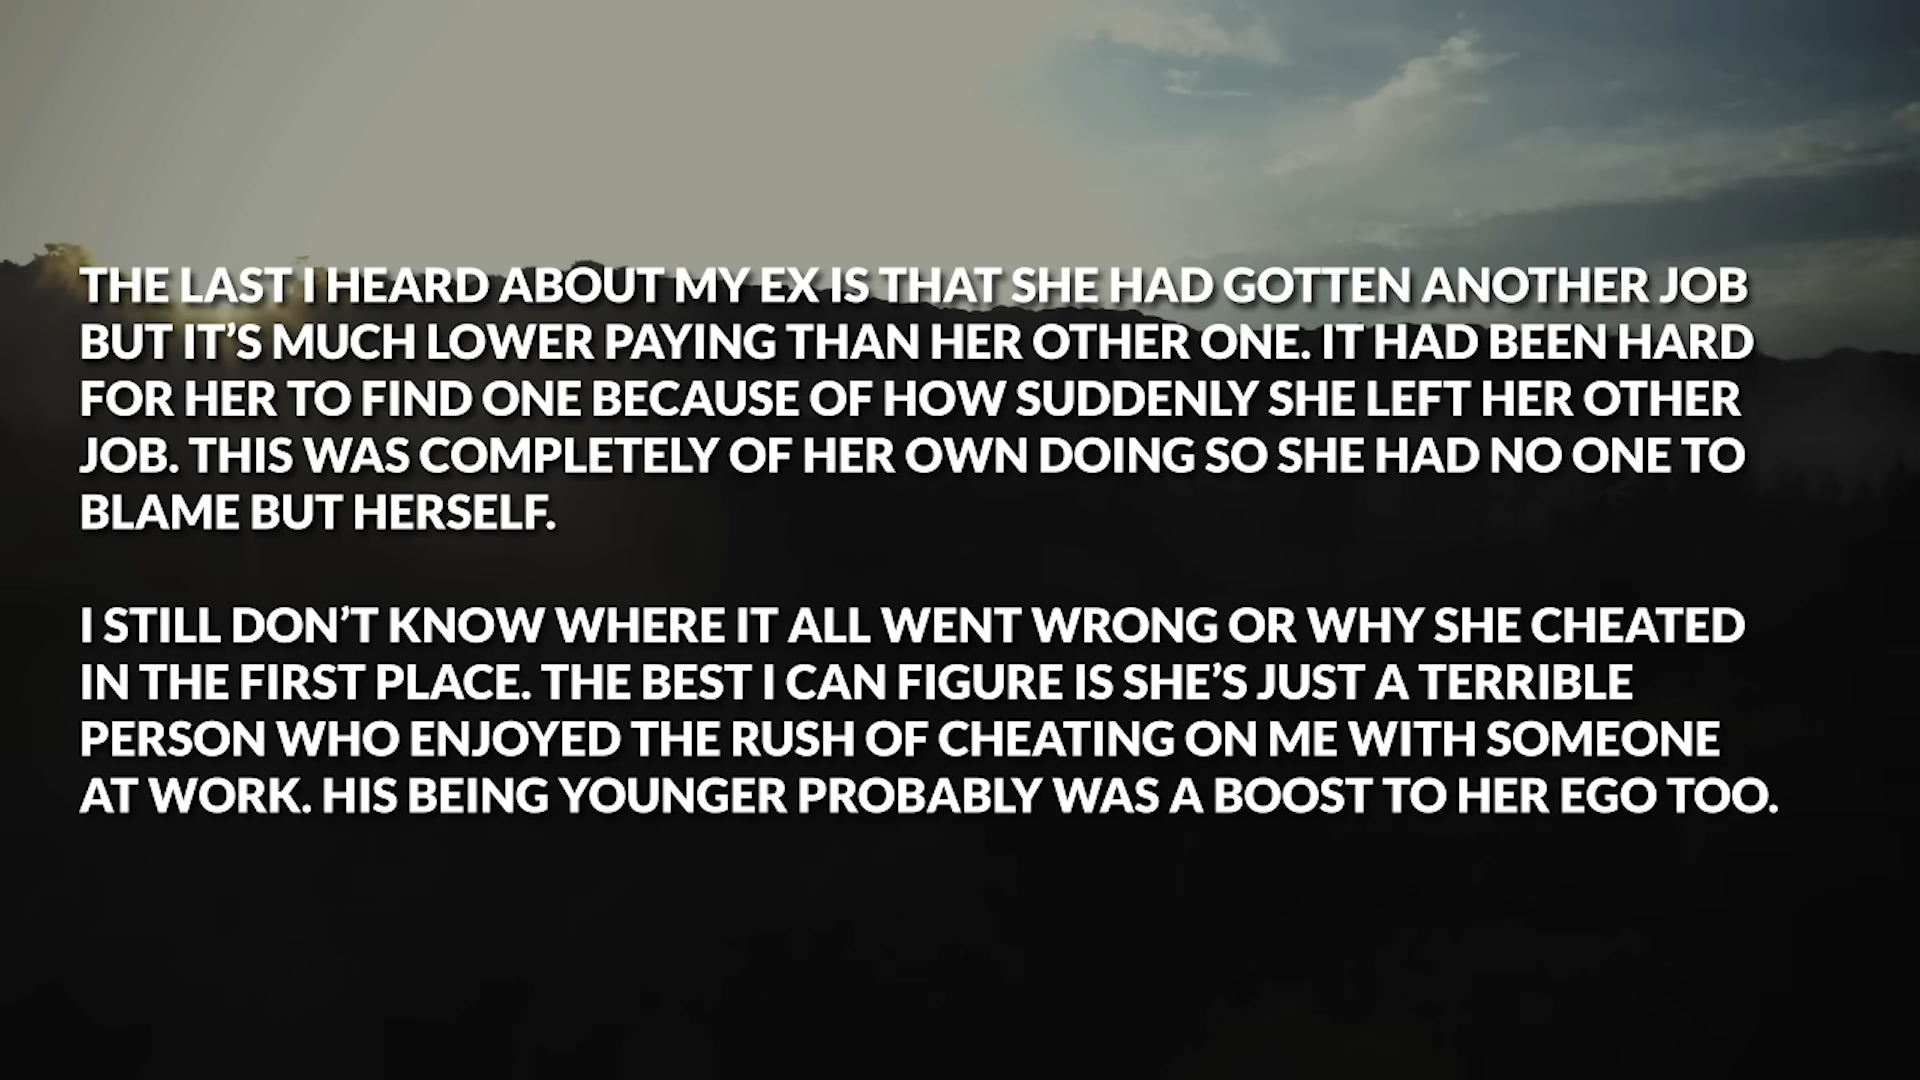 THE LAST I HEARD ABOUT MY EX IS THAT SHE HAD GOTTEN ANOTHER JOB
BUT IT’S MUCH LOWER PAYING THAN HER OTHER ONE. IT HAD BEEN HARD
FOR HER TO FIND ONE BECAUSE OF HOW SUDDENLY SHE LEFT HER OTHER
JOB. THIS WAS COMPLETELY OF HER OWN DOING SO SHE HAD NO ONE TO
BLAME BUT HERSELF.
I STILL DON’T KNOW WHERE IT ALL WENT WRONG OR WHY SHE CHEATED
IN THE FIRST PLACE. THE BEST I CAN FIGURE IS SHE’S JUST A TERRIBLE
PERSON WHO ENJOYED THE RUSH OF CHEATING ON ME WITH SOMEONE
AT WORK. HIS BEING YOUNGER PROBABLY WAS A BOOST TO HER EGO TOO.